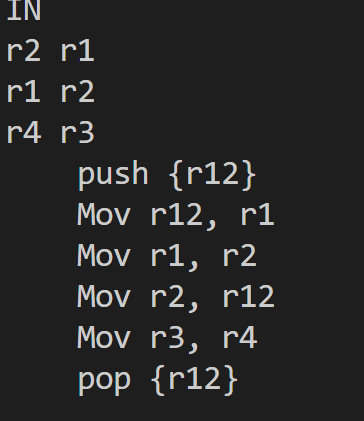 IN
r2 r1
r1 r2
r4 r3
push {r12}
Mov r12, r1
Mov r1, r2
Mov r2, r12
Mov r3, r4
pop {r12}